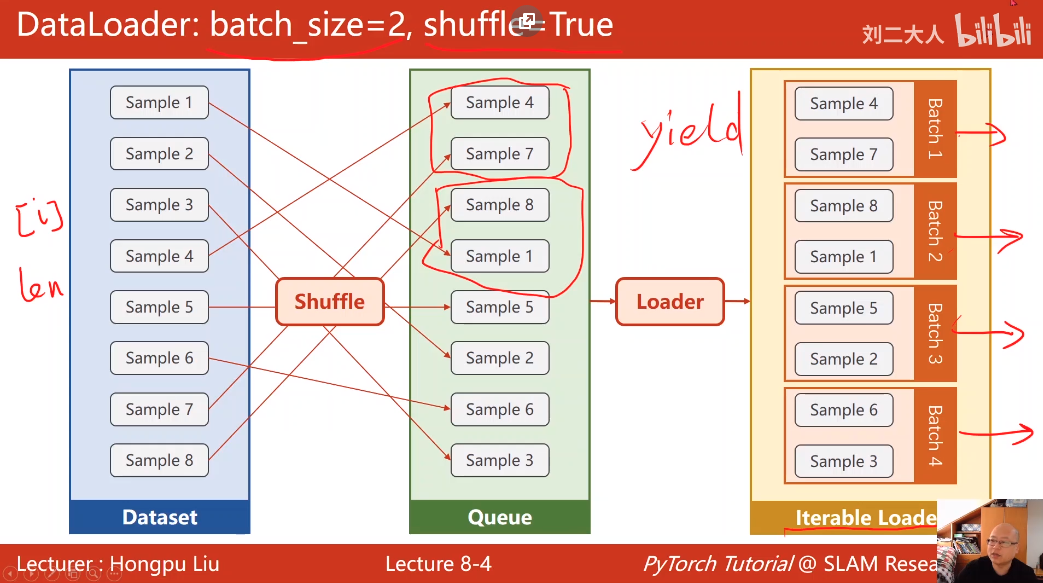 DataLoader: batch_size=2, shuffle=True
刘二大人 bilibili
[i]
len
Sample 1
Sample 2
Sample 3
Sample 4
Sample 5
Sample 6
Sample 7
Sample 8
Dataset
Shuffle
Sample 4
Sample 7
Sample 8
Sample 1
Sample 5
Sample 2
Sample 6
Sample 3
Queue
yield
Loader
Sample 4
Sample 7
Batch 1
Sample 8
Sample 1
Batch 2
Sample 5
Sample 2
Batch 3
Sample 6
Sample 3
Batch 4
Iterable Loade
Lecturer : Hongpu Liu
Lecture 8-4
PyTorch Tutorial @ SLAM Resea